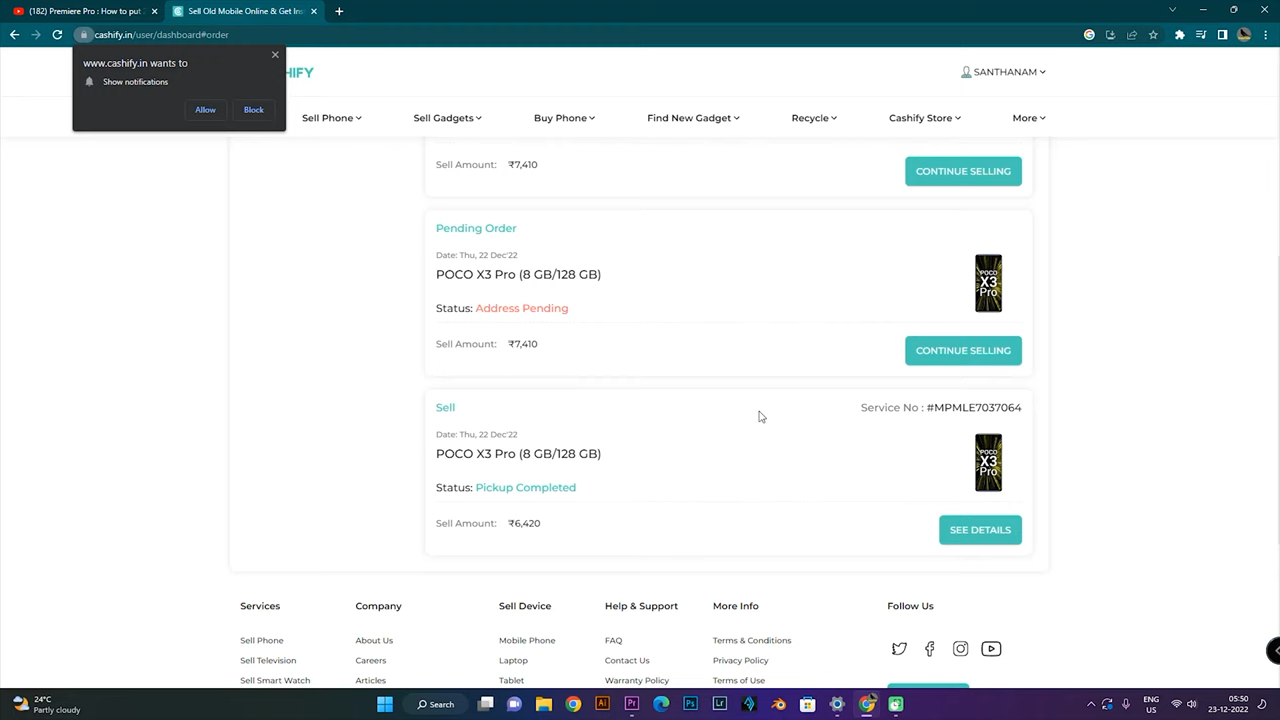 (182) Premiere Pro : How to put
Sell Old Mobile Online & Get Ins
cashify.in/user/dashboard#order
www.cashify.in wants to
Show notifications
Allow
Block
HIFY
SANTHANAM
Sell Phone
Sell Gadgets
Buy Phone
Find New Gadget
Recycle
Cashify Store
More
Sell Amount: ₹7,410
CONTINUE SELLING
Pending Order
Date: Thu, 22 Dec'22
POCO X3 Pro (8 GB/128 GB)
POCO
X3
Pro
Status: Address Pending
Sell Amount: ₹7,410
CONTINUE SELLING
Sell
Service No : #MPMLE7037064
Date: Thu, 22 Dec'22
POCO X3 Pro (8 GB/128 GB)
POCO
X3
Pro
Status: Pickup Completed
Sell Amount: ₹6,420
SEE DETAILS
Services
Company
Sell Device
Help & Support
More Info
Follow Us
Sell Phone
About Us
Mobile Phone
FAQ
Terms & Conditions
Sell Television
Careers
Laptop
Contact Us
Privacy Policy
Sell Smart Watch
Articles
Tablet
Warranty Policy
Terms of Use
24°C
Partly cloudy
Search
Ai
Pr
Ps
Lr
ENG
US
05:50
23-12-2022